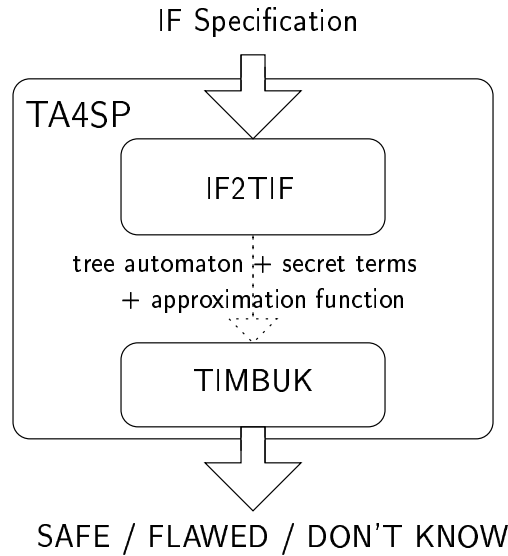 IF Specification
TA4SP
IF2TIF
tree automaton + secret terms
+ approximation function
TIMBUK
SAFE / FLAWED / DON'T KNOW